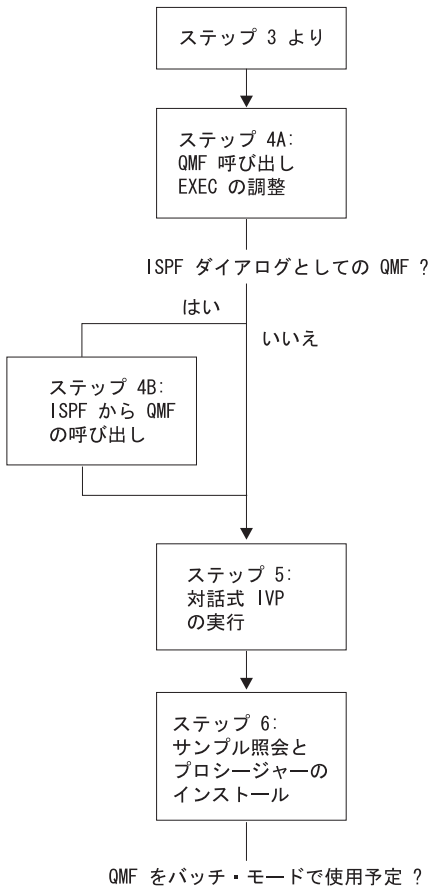 ステップ 3 より
ステップ 4A:
QMF 呼び出し
EXEC の調整
ISPF ダイアログとしての QMF ?
はい
いいえ
ステップ 4B:
ISPF から QMF
の呼び出し
ステップ 5:
対話式 IVP
の実行
ステップ 6:
サンプル照会と
プロシージャーの
インストール
QMF をバッチ・モードで使用予定 ?